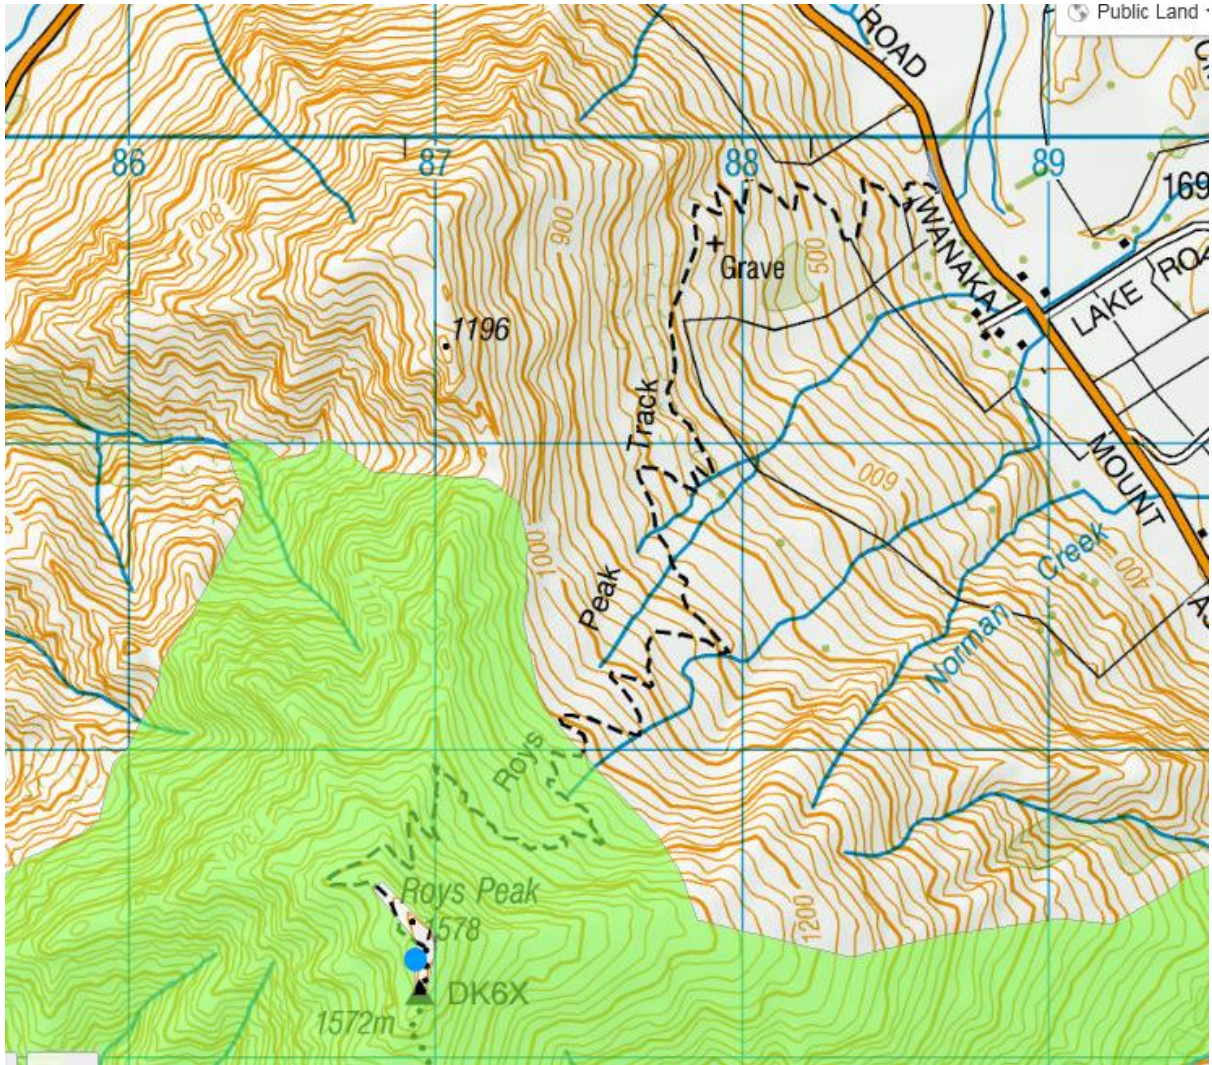 Public Land
ROAD
86
87
88
89
169
800
900
Grave
500
WANAKA
LAKE ROA
1196
Track
MOUNT
600
1000
Peak
Creek
400
Norman
AS
Roys
1300
Roys Peak
1578
1200
DK6X
1572m